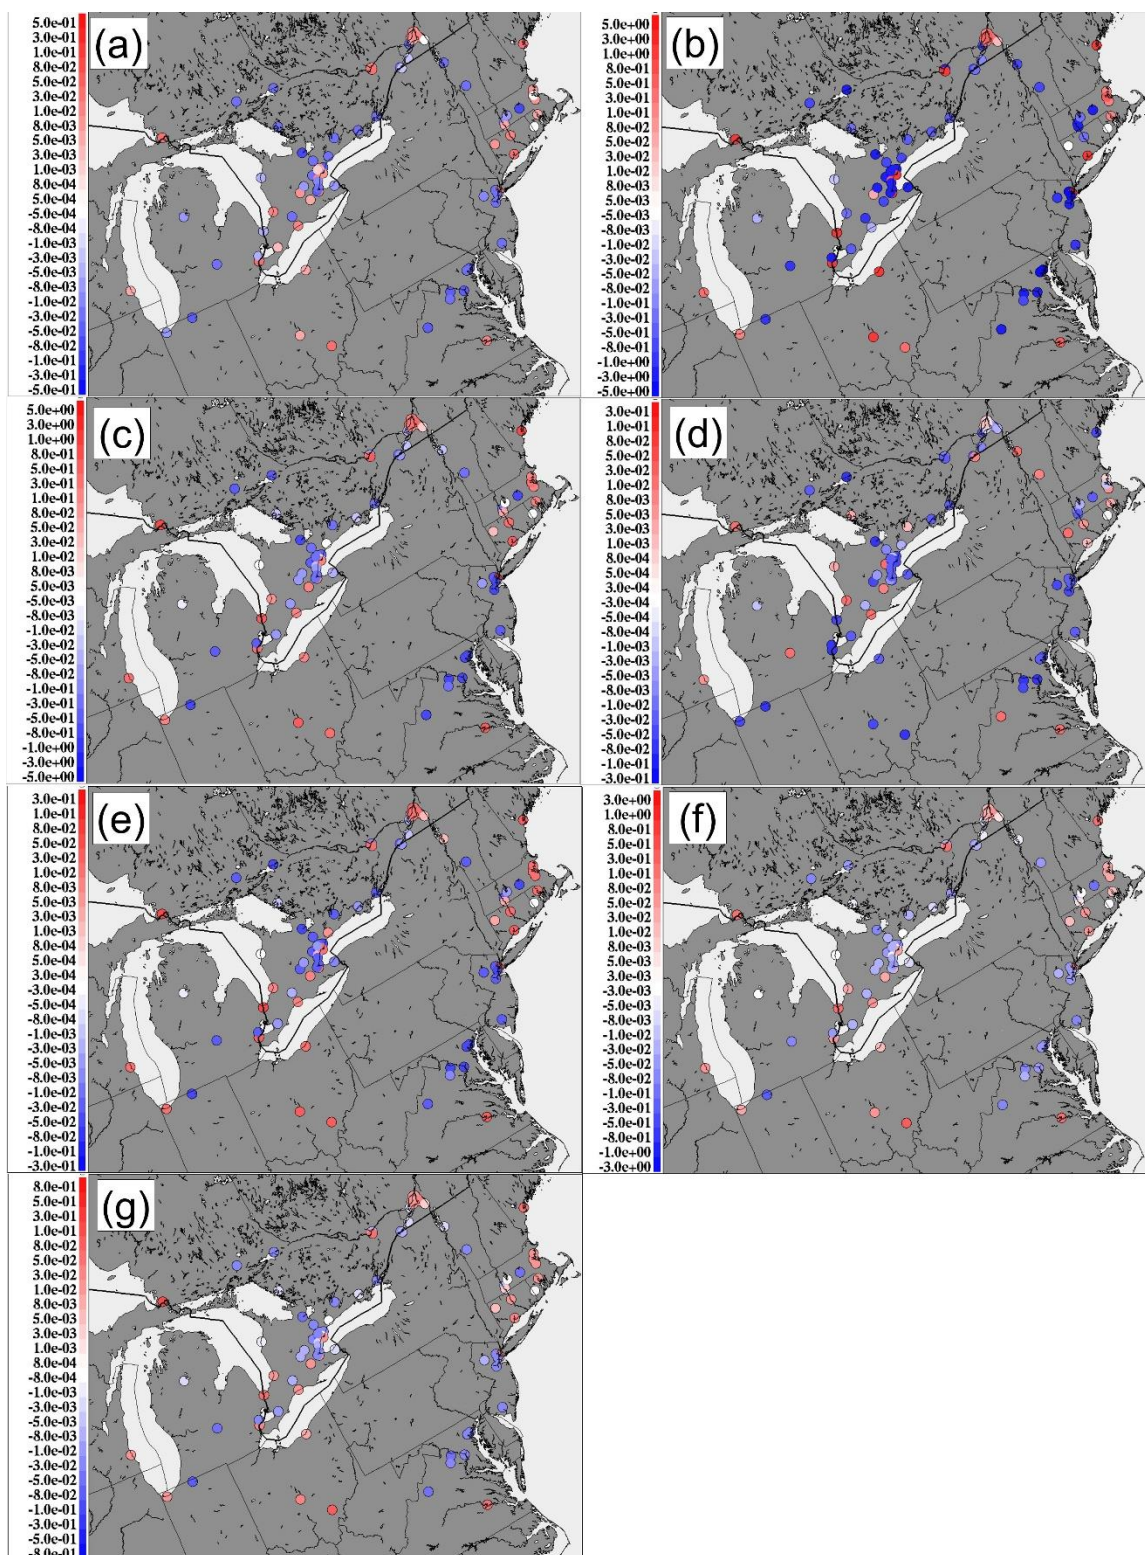 (a)
5.0e-01
3.0e-01
1.0e-01
8.0e-02
5.0e-02
3.0e-02
1.0e-02
8.0e-03
5.0e-03
3.0e-03
1.0e-03
8.0e-04
5.0e-04
-5.0e-04
-8.0e-04
-1.0e-03
-3.0e-03
-5.0e-03
-8.0e-03
-1.0e-02
-3.0e-02
-5.0e-02
-8.0e-02
-1.0e-01
-3.0e-01
-5.0e-01
(b)
5.0e+00
3.0e+00
1.0e+00
8.0e-01
5.0e-01
3.0e-01
1.0e-01
8.0e-02
5.0e-02
3.0e-02
1.0e-02
8.0e-03
5.0e-03
-5.0e-03
-8.0e-03
-1.0e-02
-3.0e-02
-5.0e-02
-8.0e-02
-1.0e-01
-3.0e-01
-5.0e-01
-8.0e-01
-1.0e+00
-3.0e+00
-5.0e+00
(c)
5.0e+00
3.0e+00
1.0e+00
8.0e-01
5.0e-01
3.0e-01
1.0e-01
8.0e-02
5.0e-02
3.0e-02
1.0e-02
8.0e-03
5.0e-03
-5.0e-03
-8.0e-03
-1.0e-02
-3.0e-02
-5.0e-02
-8.0e-02
-1.0e-01
-3.0e-01
-5.0e-01
-8.0e-01
-1.0e+00
-3.0e+00
-5.0e+00
(d)
3.0e-01
1.0e-01
8.0e-02
5.0e-02
3.0e-02
1.0e-02
8.0e-03
5.0e-03
3.0e-03
1.0e-03
8.0e-04
5.0e-04
3.0e-04
-3.0e-04
-5.0e-04
-8.0e-04
-1.0e-03
-3.0e-03
-5.0e-03
-8.0e-03
-1.0e-02
-3.0e-02
-5.0e-02
-8.0e-02
-1.0e-01
-3.0e-01
(e)
3.0e-01
1.0e-01
8.0e-02
5.0e-02
3.0e-02
1.0e-02
8.0e-03
5.0e-03
3.0e-03
1.0e-03
8.0e-04
5.0e-04
3.0e-04
-3.0e-04
-5.0e-04
-8.0e-04
-1.0e-03
-3.0e-03
-5.0e-03
-8.0e-03
-1.0e-02
-3.0e-02
-5.0e-02
-8.0e-02
-1.0e-01
-3.0e-01
(f)
3.0e+00
1.0e+00
8.0e-01
5.0e-01
3.0e-01
1.0e-01
8.0e-02
5.0e-02
3.0e-02
1.0e-02
8.0e-03
5.0e-03
3.0e-03
-3.0e-03
-5.0e-03
-8.0e-03
-1.0e-02
-3.0e-02
-5.0e-02
-8.0e-02
-1.0e-01
-3.0e-01
-5.0e-01
-8.0e-01
-1.0e+00
-3.0e+00
(g)
8.0e-01
5.0e-01
3.0e-01
1.0e-01
8.0e-02
5.0e-02
3.0e-02
1.0e-02
8.0e-03
5.0e-03
3.0e-03
1.0e-03
8.0e-04
-8.0e-04
-1.0e-03
-3.0e-03
-5.0e-03
-8.0e-03
-1.0e-02
-3.0e-02
-5.0e-02
-8.0e-02
-1.0e-01
-3.0e-01
-5.0e-01
-8.0e-01